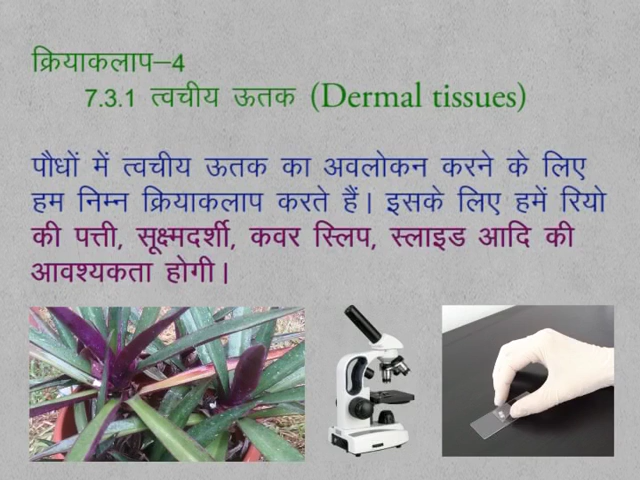 क्रियाकलाप–4
7.3.1 त्वचीय ऊतक (Dermal tissues)
पौधों में त्वचीय ऊतक का अवलोकन करने के लिए
हम निम्न क्रियाकलाप करते हैं। इसके लिए हमें रियो
की पत्ती, सूक्ष्मदर्शी, कवर स्लिप, स्लाइड आदि की
आवश्यकता होगी।